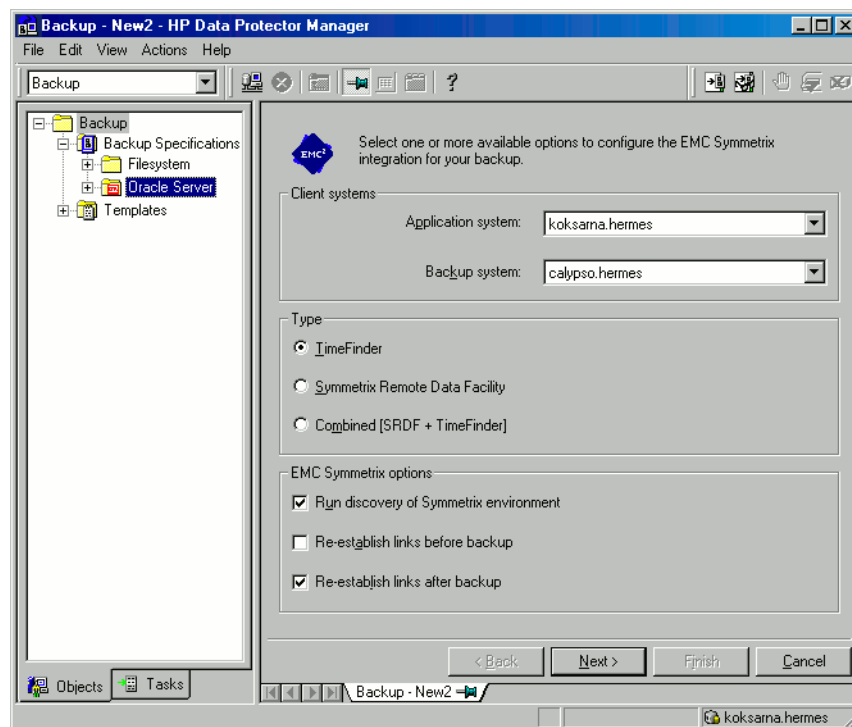 Backup - New2 - HP Data Protector Manager
File Edit View Actions Help
Backup
?
Backup
Backup Specifications
Filesystem
Oracle Server
Templates
EMC²
Select one or more available options to configure the EMC Symmetrix
integration for your backup.
Client systems
Application system: koksarna.hermes
Backup system: calypso.hermes
Type
TimeFinder
Symmetrix Remote Data Facility
Combined [SRDF + TimeFinder]
EMC Symmetrix options
Run discovery of Symmetrix environment
Re-establish links before backup
Re-establish links after backup
< Back Next > Finish Cancel
Objects Tasks
Backup - New2
koksarna.hermes